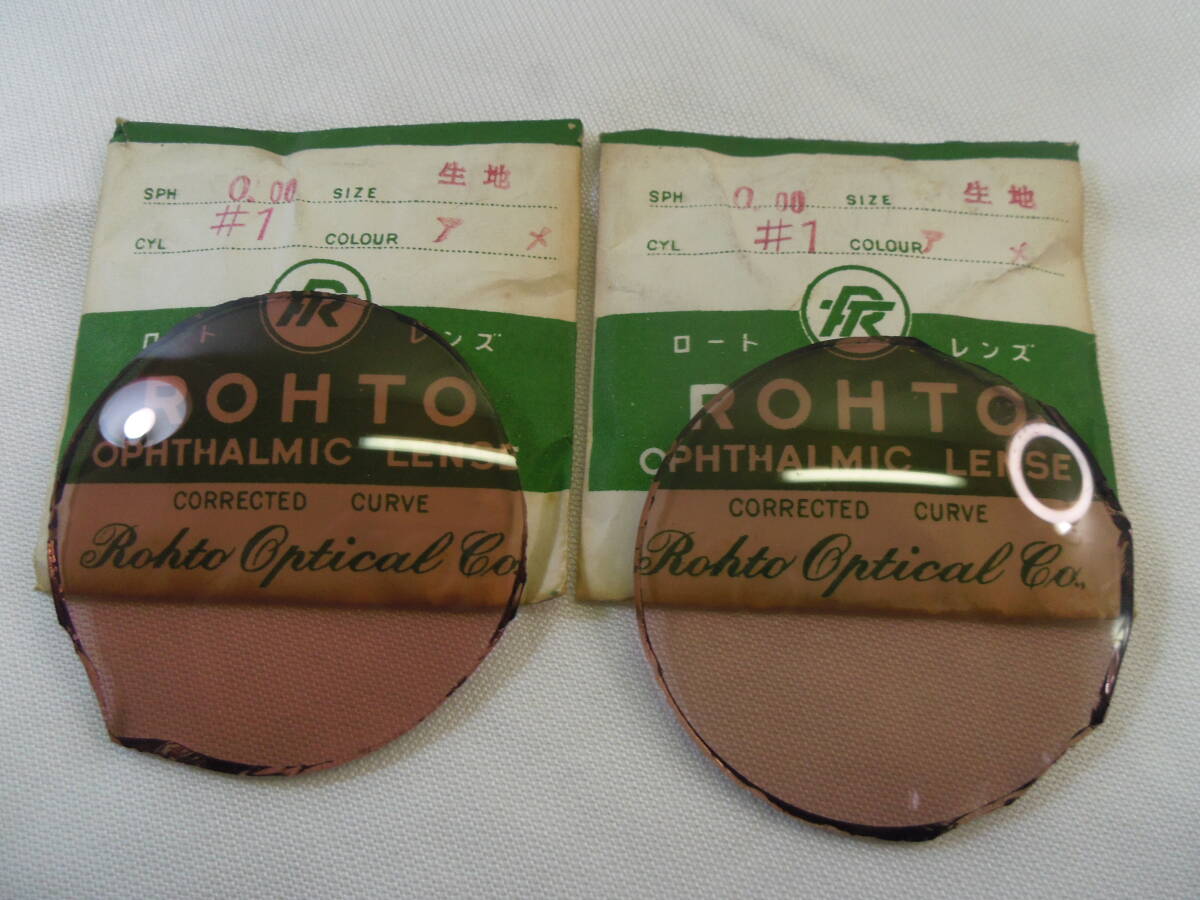 SPH 0.00 SIZE 生地
CYL #1 COLOUR ア メ
PR
ロート レンズ
ROHTO
OPHTHALMIC LENSE
CORRECTED CURVE
Rohto Optical Co.
SPH 0.00 SIZE 生地
CYL #1 COLOUR ア メ
PR
ロート レンズ
ROHTO
OPHTHALMIC LENSE
CORRECTED CURVE
Rohto Optical Co.,